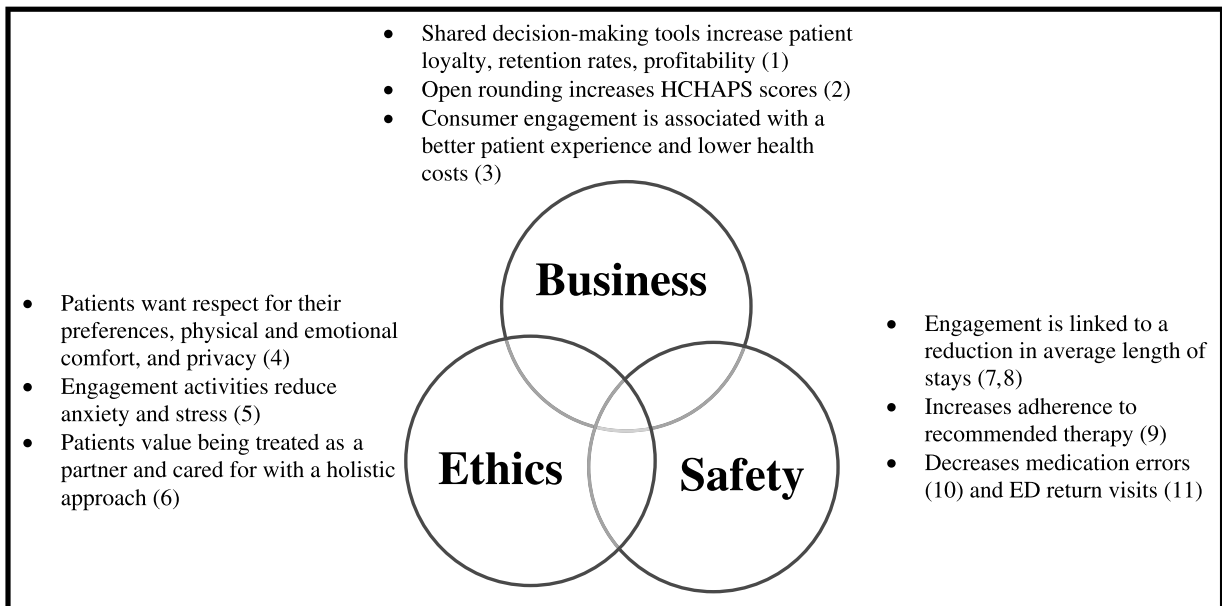 • Shared decision-making tools increase patient
loyalty, retention rates, profitability (1)
• Open rounding increases HCHAPS scores (2)
• Consumer engagement is associated with a
better patient experience and lower health
costs (3)
Business
• Patients want respect for their
preferences, physical and emotional
comfort, and privacy (4)
• Engagement activities reduce
anxiety and stress (5)
• Patients value being treated as a
partner and cared for with a holistic
approach (6)
Ethics
Safety
• Engagement is linked to a
reduction in average length of
stays (7,8)
• Increases adherence to
recommended therapy (9)
• Decreases medication errors
(10) and ED return visits (11)